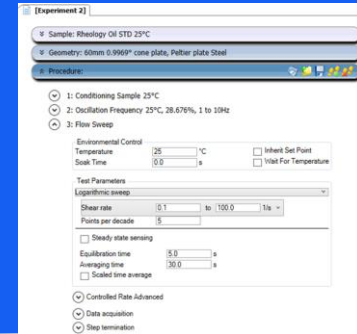 [Experiment 2]
Sample: Rheology Oil STD 25°C
Geometry: 60mm 0.9969° cone plate, Peltier plate Steel
Procedure:
1: Conditioning Sample 25°C
2: Oscillation Frequency 25°C, 28.676%, 1 to 10Hz
3: Flow Sweep
Environmental Control
Temperature 25 °C Inherit Set Point
Soak Time 0.0 s Wait For Temperature
Test Parameters
Logarithmic sweep
Shear rate 0.1 to 100.0 1/s
Points per decade 5
Steady state sensing
Equilibration time 5.0 s
Averaging time 30.0 s
Scaled time average
Controlled Rate Advanced
Data acquisition
Step termination